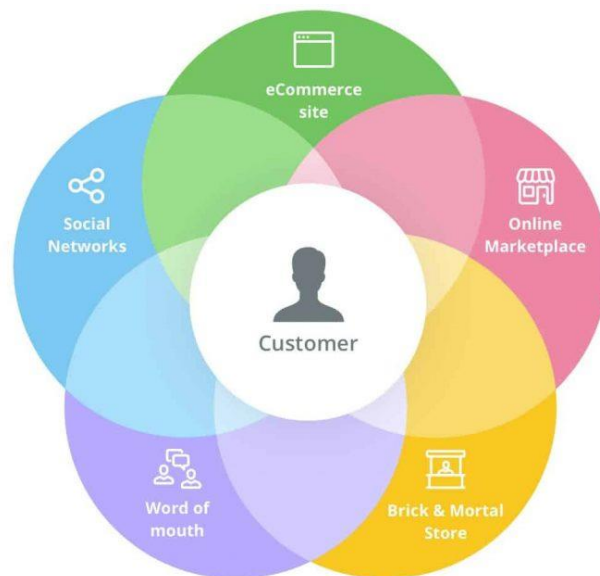 eCommerce
site
Social
Networks
Online
Marketplace
Customer
Word of
mouth
Brick & Mortal
Store